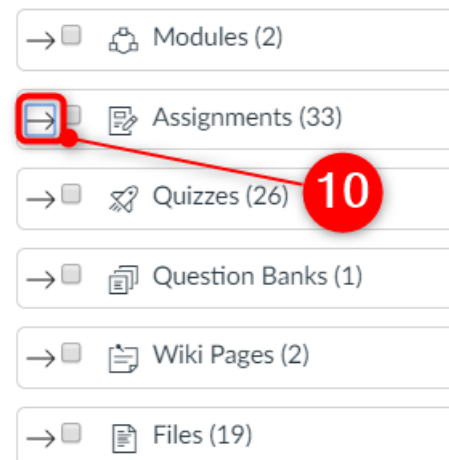 Modules (2)
Assignments (33)
10
Quizzes (26)
Question Banks (1)
Wiki Pages (2)
Files (19)